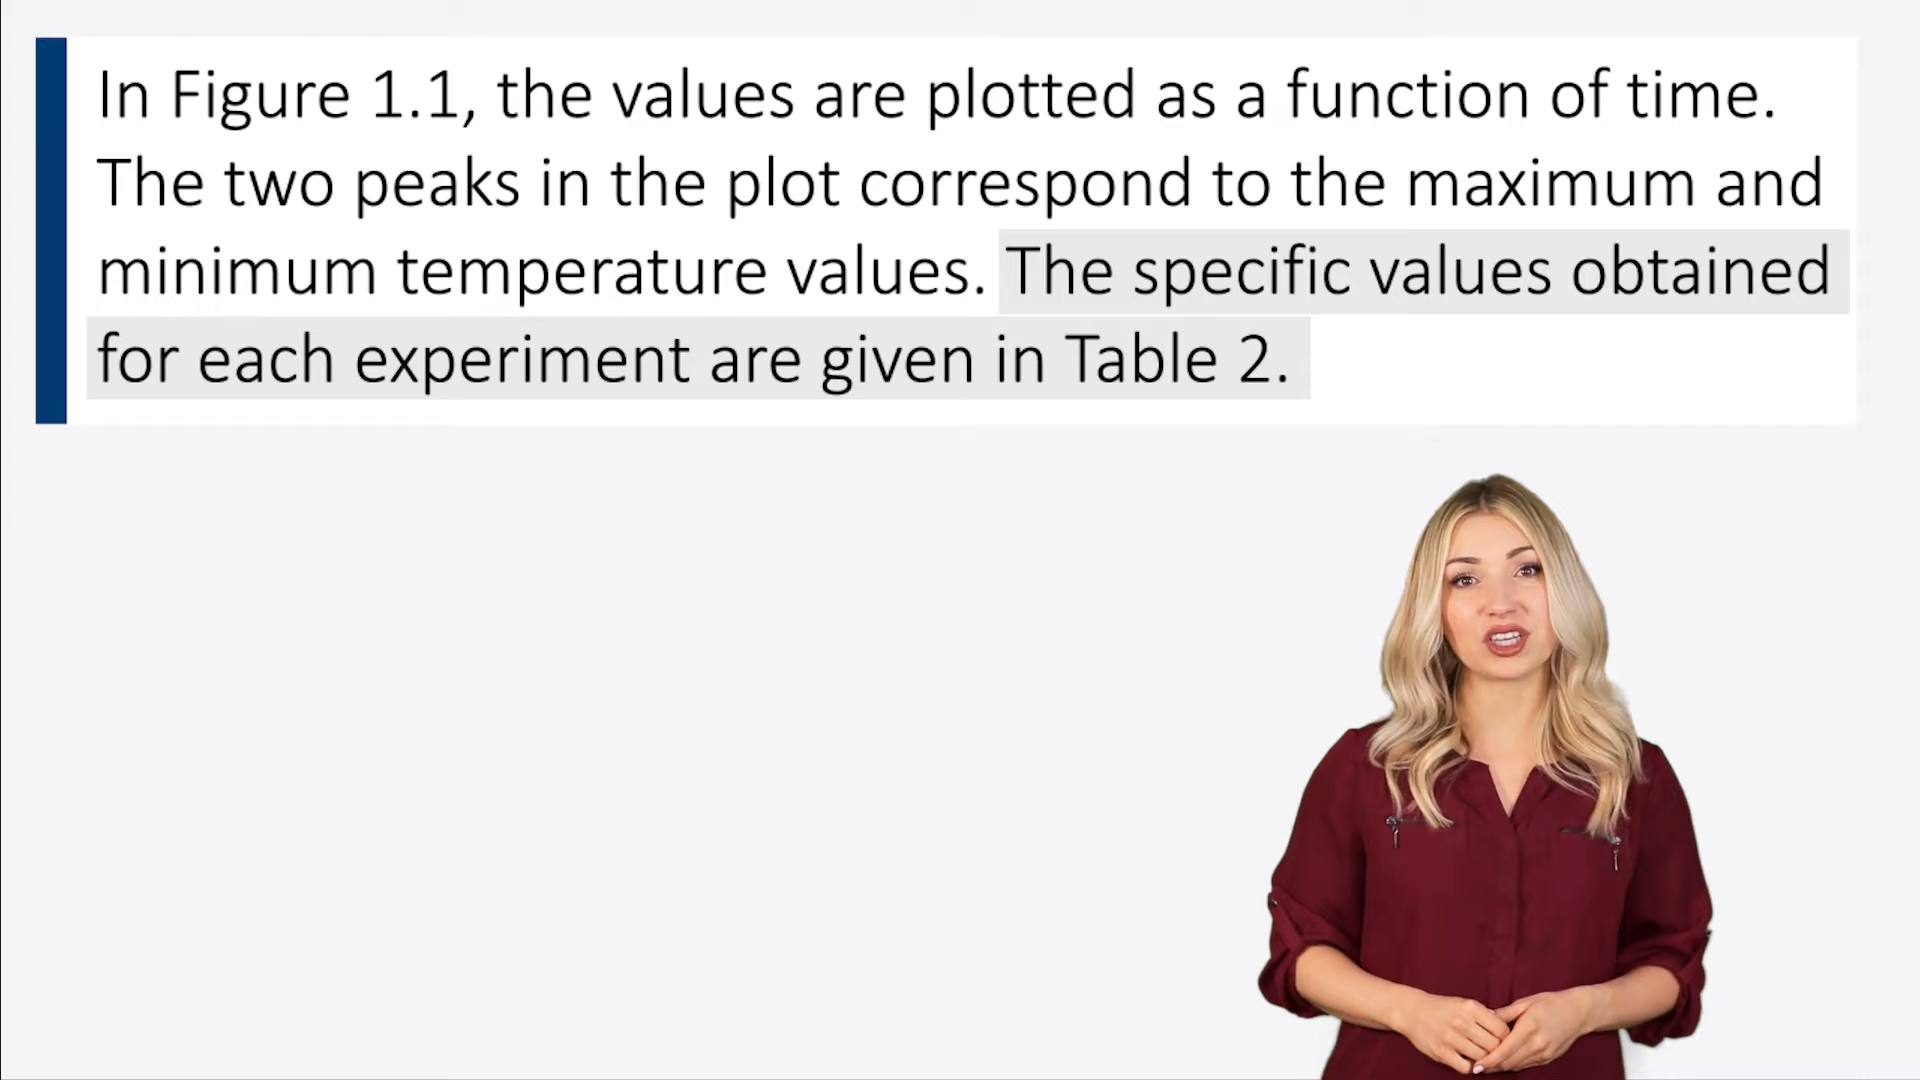 In Figure 1.1, the values are plotted as a function of time.
The two peaks in the plot correspond to the maximum and
minimum temperature values. The specific values obtained
for each experiment are given in Table 2.